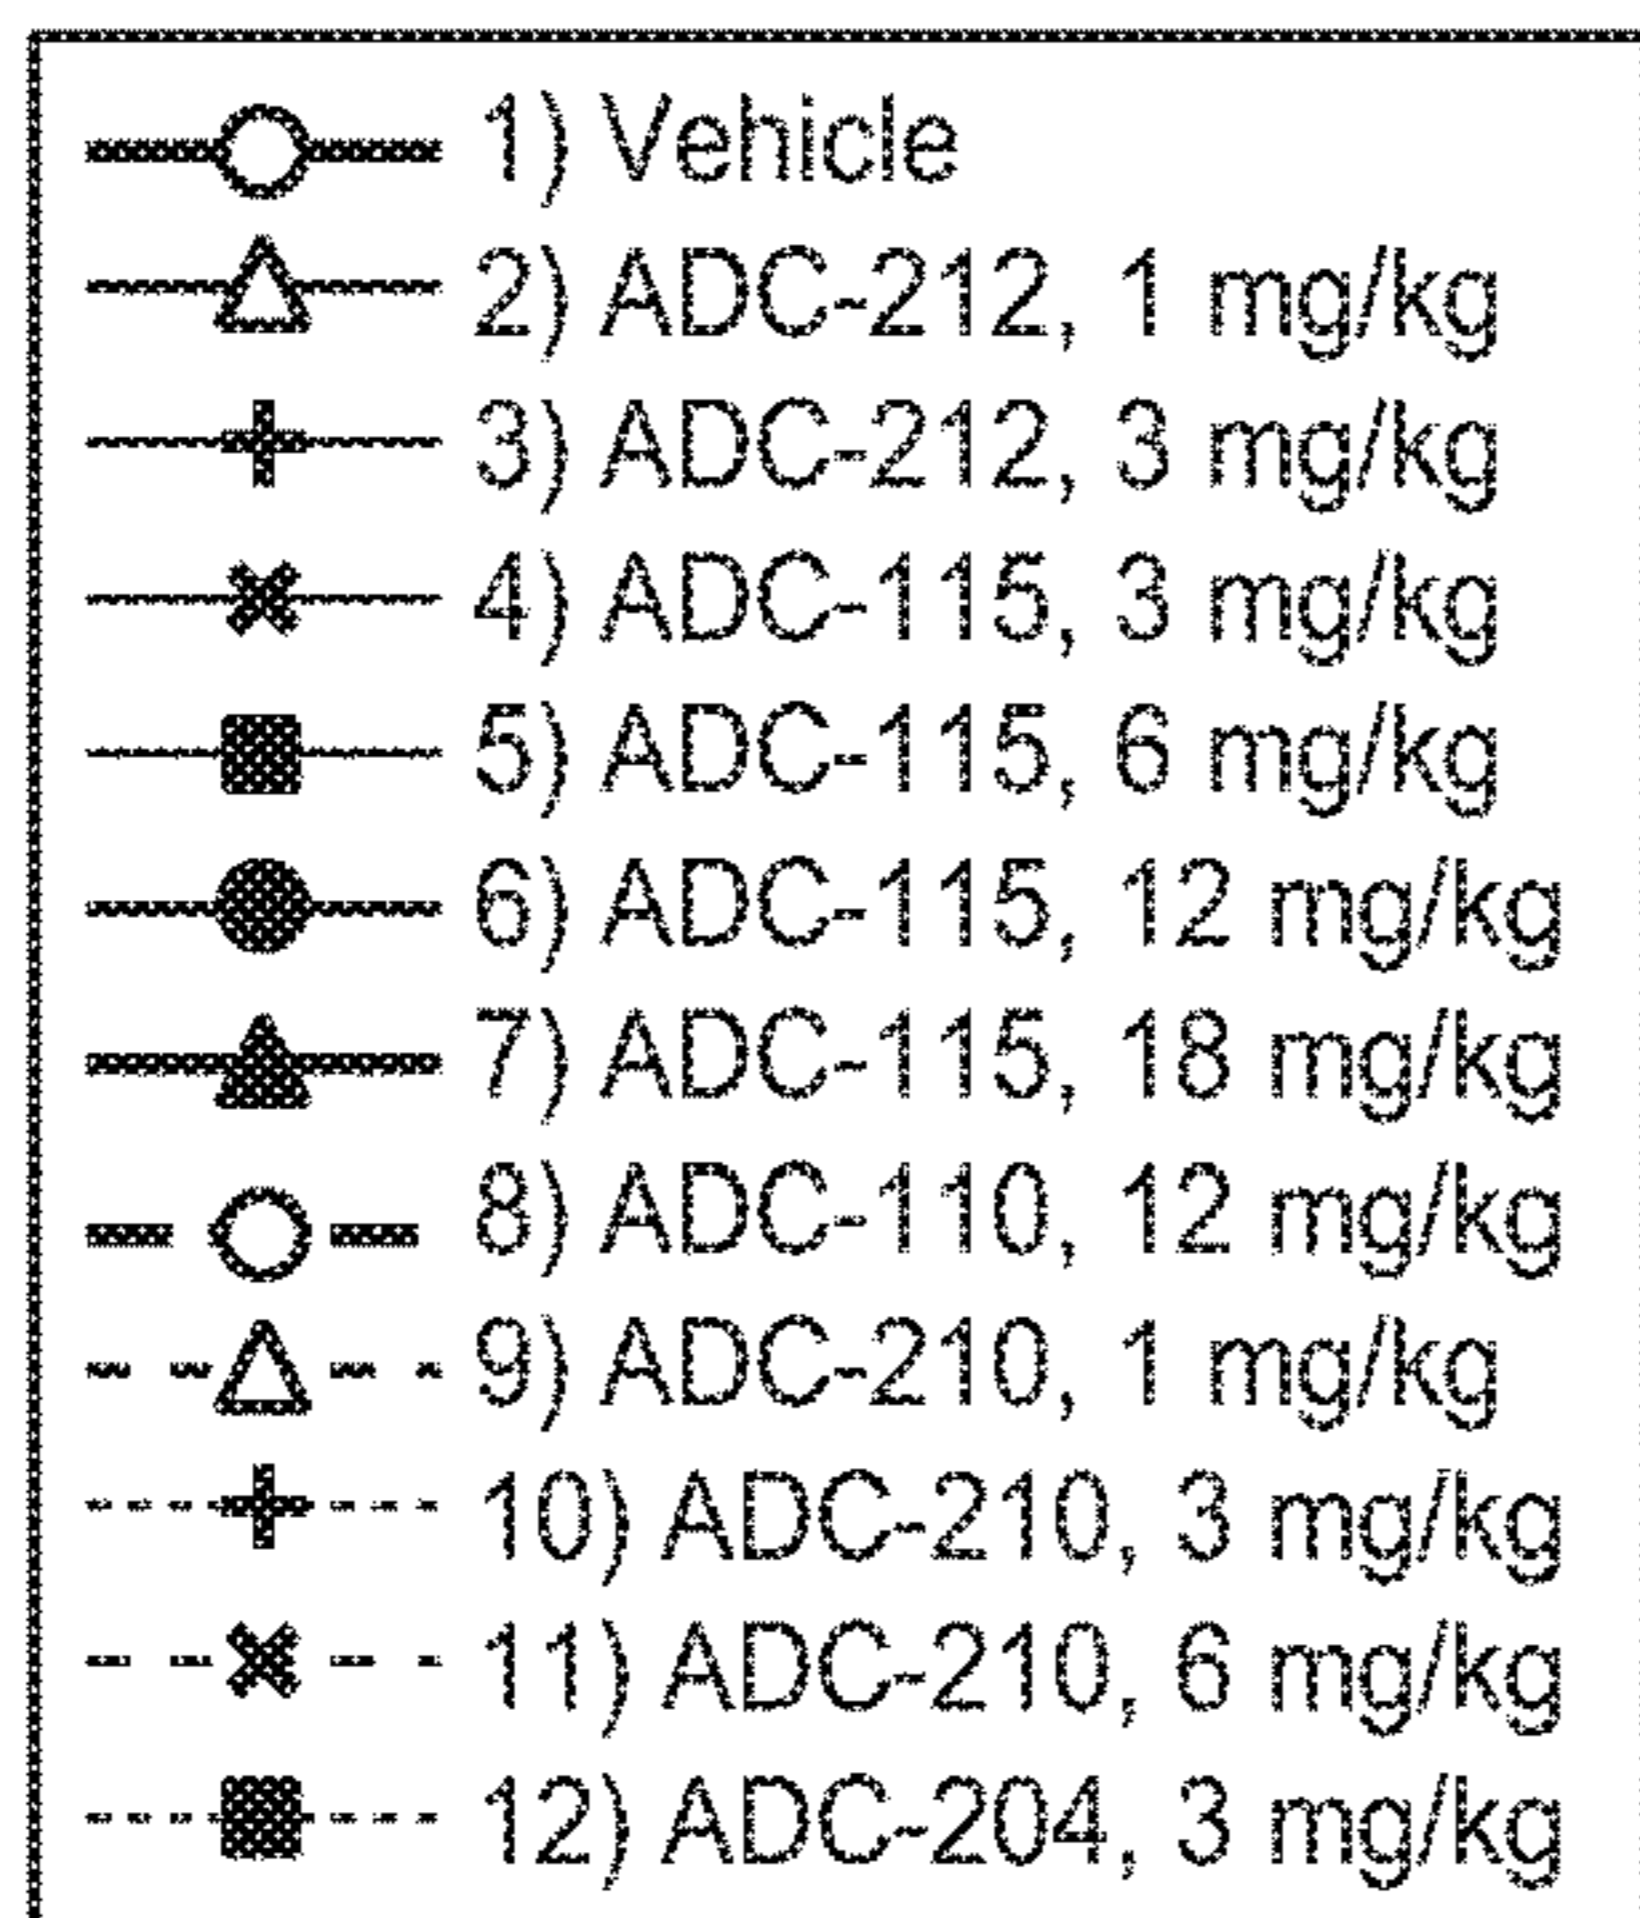 1) Vehicle
2) ADC-212, 1 mg/kg
3) ADC-212, 3 mg/kg
4) ADC-115, 3 mg/kg
5) ADC-115, 6 mg/kg
6) ADC-115, 12 mg/kg
7) ADC-115, 18 mg/kg
8) ADC-110, 12 mg/kg
9) ADC-210, 1 mg/kg
10) ADC-210, 3 mg/kg
11) ADC-210, 6 mg/kg
12) ADC-204, 3 mg/kg